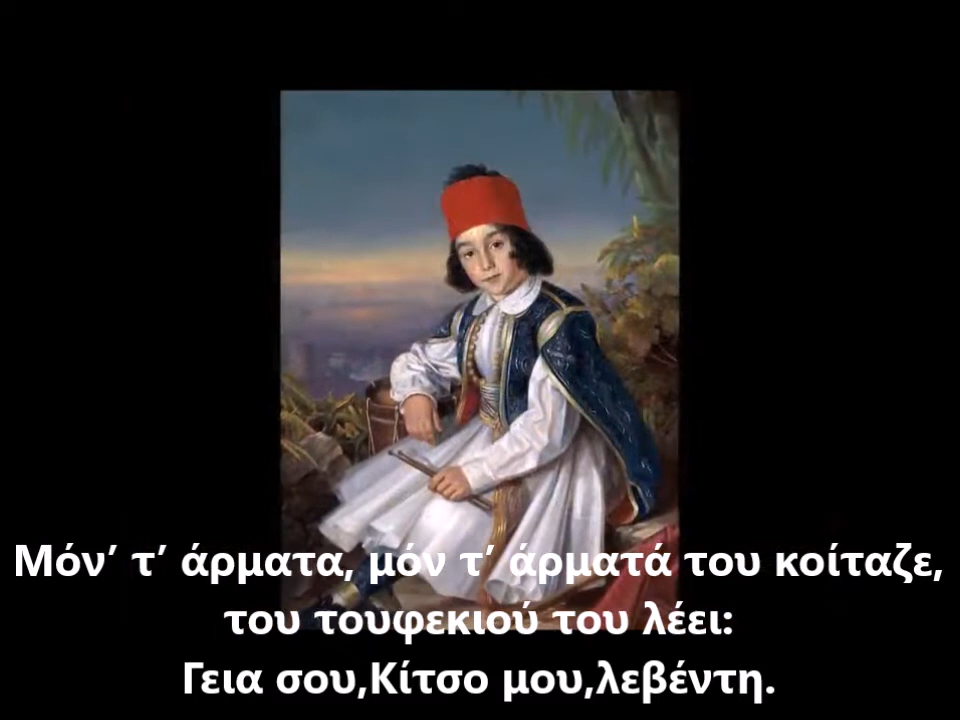 Μόν’ τ’ άρματα, μόν τ’ άρματά του κοίταζε,
του τουφεκιού του λέει:
Γεια σου,Κίτσο μου,λεβέντη.